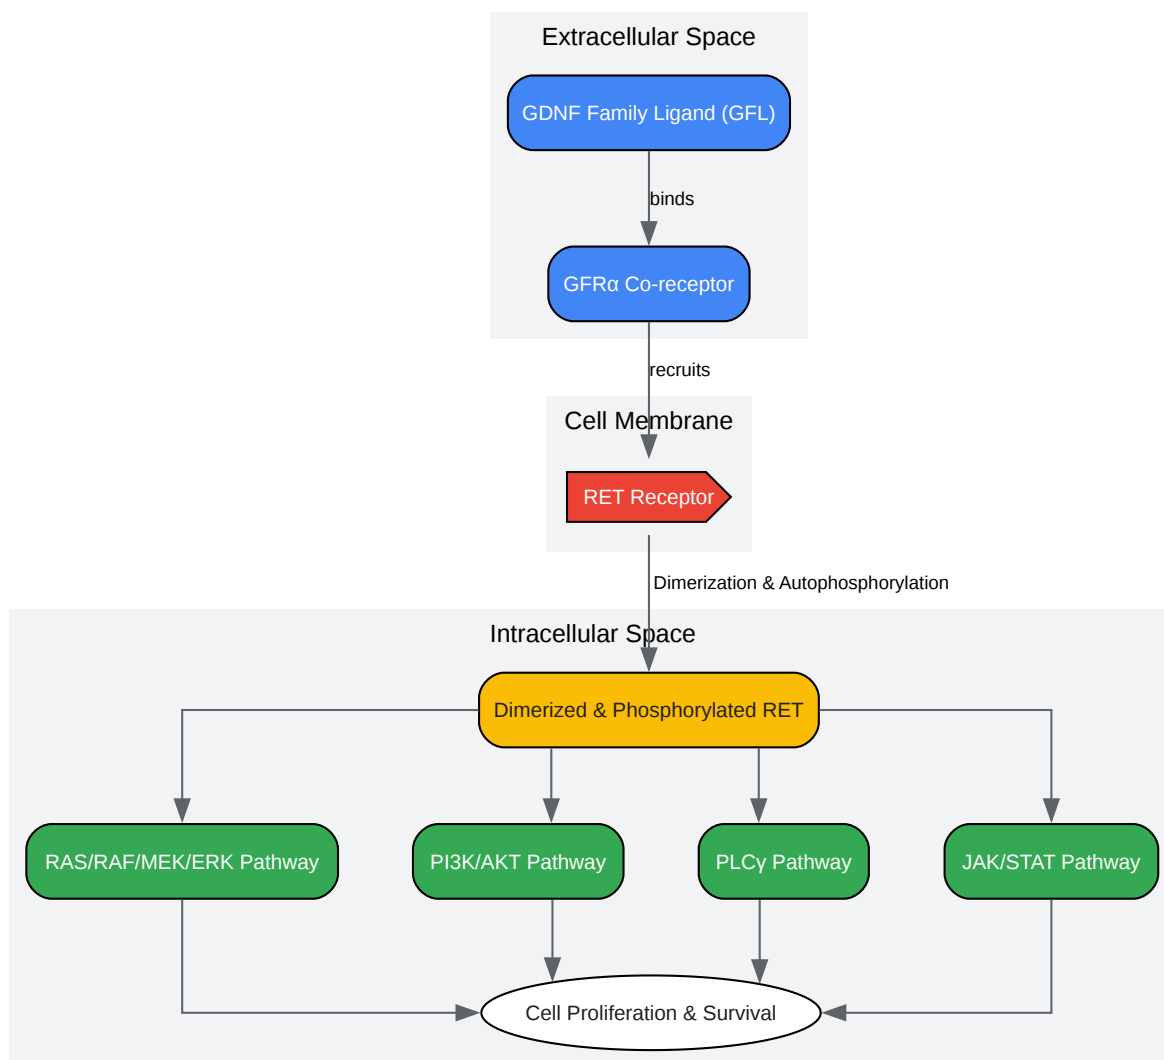 Extracellular Space
GDNF Family Ligand (GFL)
binds
GFRα Co-receptor
recruits
Cell Membrane
RET Receptor
Dimerization & Autophosphorylation
Intracellular Space
Dimerized & Phosphorylated RET
RAS/RAF/MEK/ERK Pathway
PI3K/AKT Pathway
PLCγ Pathway
JAK/STAT Pathway
Cell Proliferation & Survival